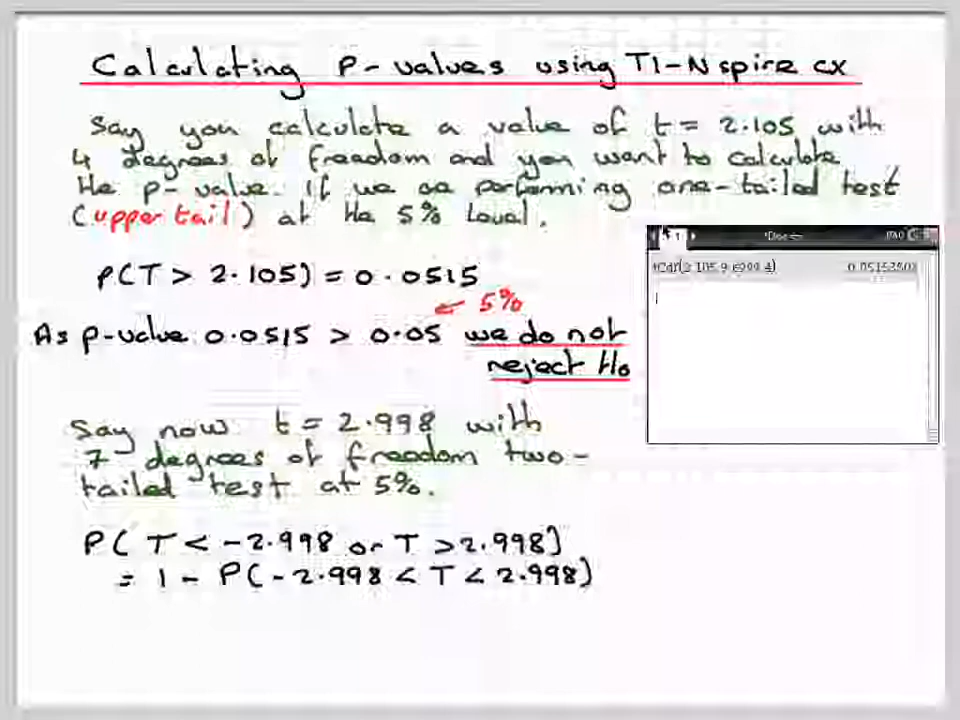 Calculating P-values using TI-Nspire cx
Say you calculate a value of t = 2.105 with
4 degrees of freedom and you want to calculate
the p-value. If we are performing one-tailed test
(upper tail) at the 5% level.
P(T > 2.105) = 0.0515
← 5%
As p-value 0.0515 > 0.05 we do not
reject Ho
Say now t = 2.998 with
7 degrees of freedom two-
tailed test at 5%.
P(T < -2.998 or T > 2.998)
= 1 - P(-2.998 < T < 2.998)